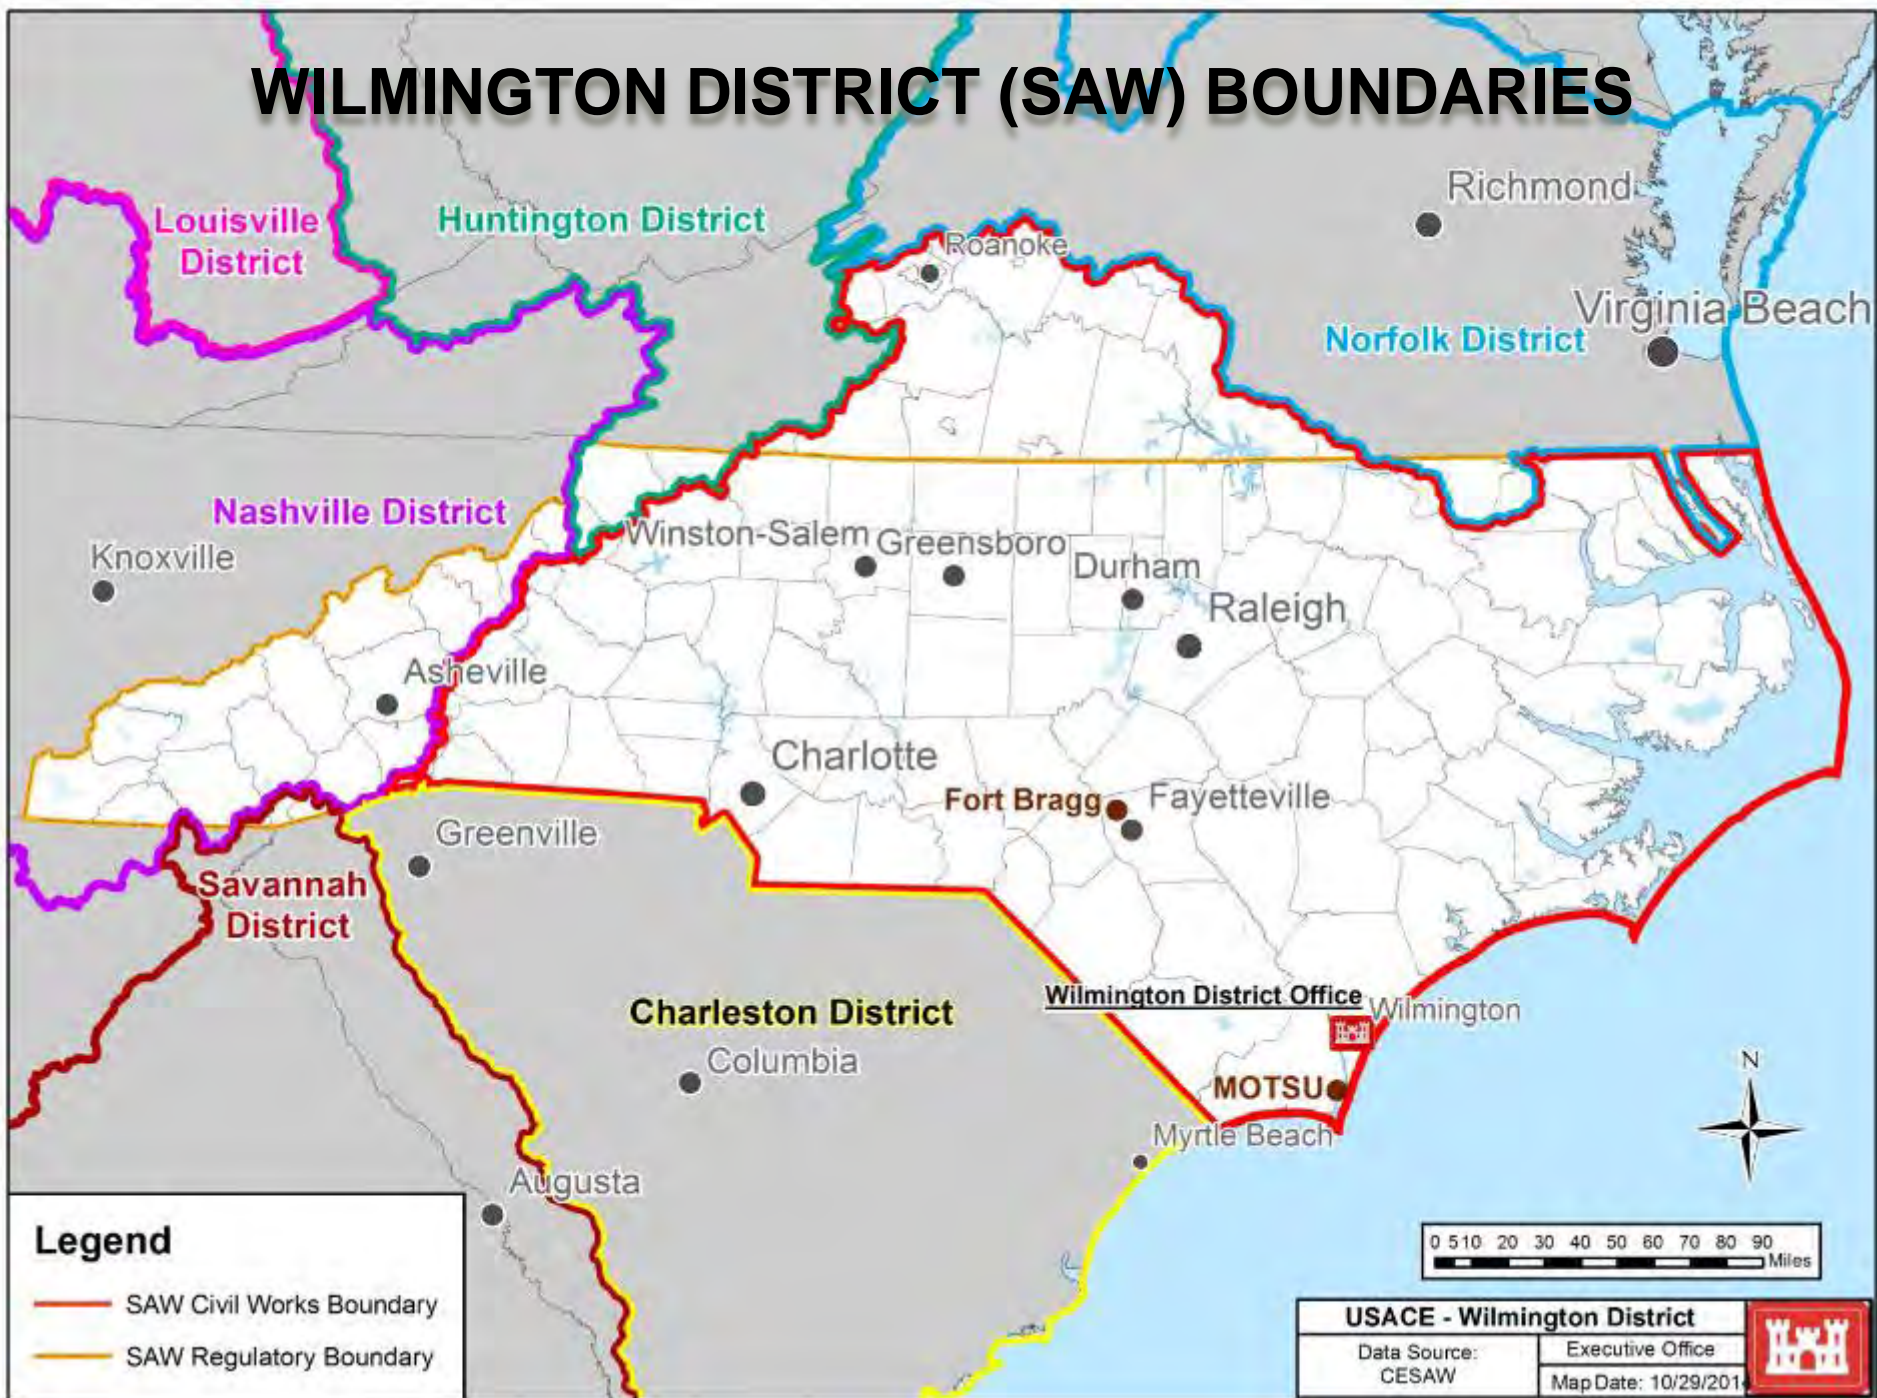 WILMINGTON DISTRICT (SAW) BOUNDARIES
Richmond
Louisville
District
Huntington District
Roanoke
Virginia Beach
Norfolk District
Nashville District
Knoxville
Winston-Salem
Greensboro
Durham
Raleigh
Asheville
Charlotte
Fort Bragg
Fayetteville
Greenville
Savannah
District
Charleston District
Columbia
Wilmington District Office
Wilmington
MOTSU
Myrtle Beach
Augusta
N
Legend
SAW Civil Works Boundary
SAW Regulatory Boundary
0 5 10 20 30 40 50 60 70 80 90
Miles
USACE - Wilmington District
Data Source:
CESAW
Executive Office
Map Date: